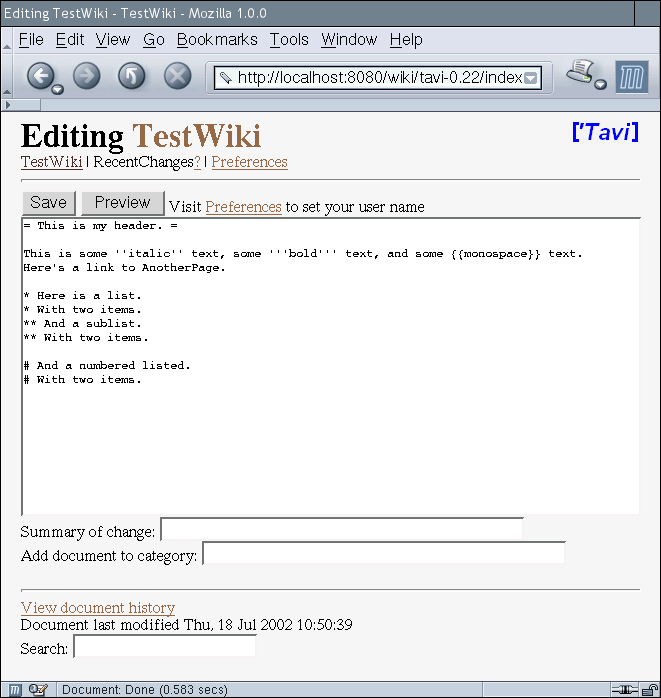 Editing TestWiki - TestWiki - Mozilla 1.0.0
File Edit View Go Bookmarks Tools Window Help
http://localhost:8080/wiki/tavi-0.22/index
Editing TestWiki
['Tavi]
TestWiki | RecentChanges? | Preferences
Save Preview Visit Preferences to set your user name
= This is my header. =
This is some ''italic'' text, some '''bold''' text, and some {{monospace}} text.
Here's a link to AnotherPage.
* Here is a list.
* With two items.
** And a sublist.
** With two items.
# And a numbered listed.
# With two items.
Summary of change:
Add document to category:
View document history
Document last modified Thu, 18 Jul 2002 10:50:39
Search:
Document: Done (0.583 secs)